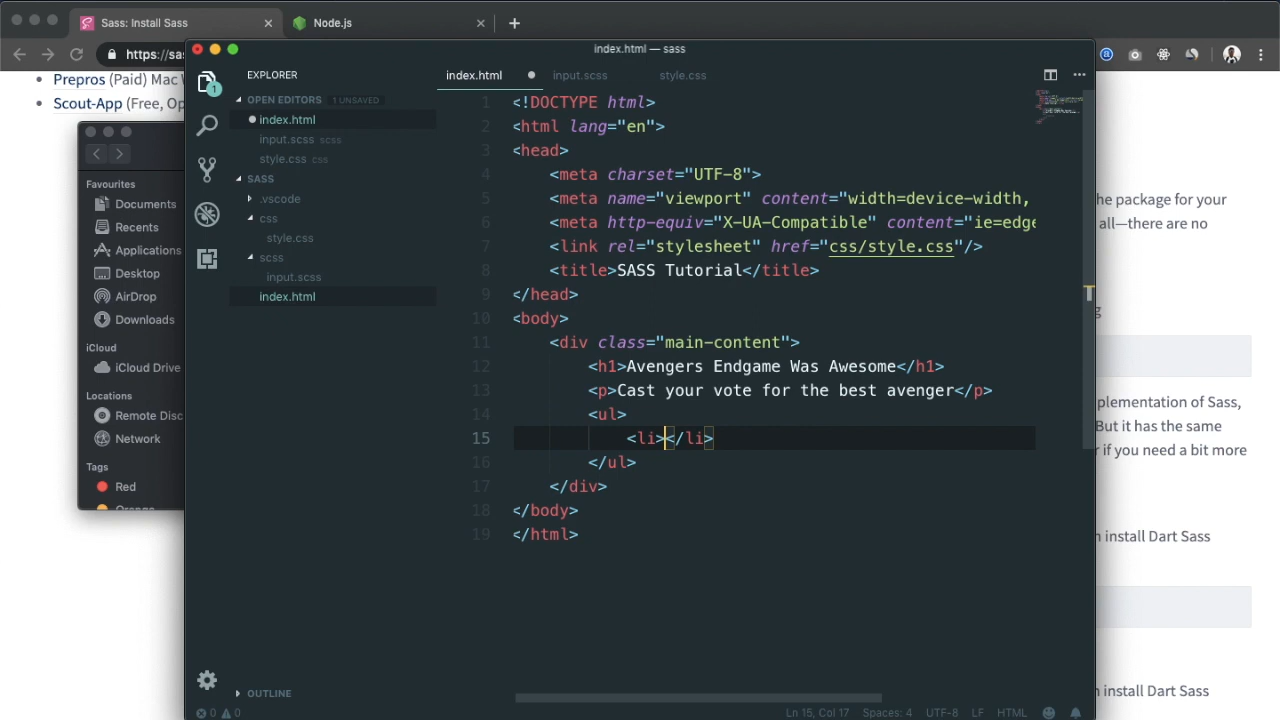 Sass: Install Sass
Node.js
https://sa
Prepros (Paid) Mac
Scout-App (Free, Op
Favourites
Documents
Recents
Applications
Desktop
AirDrop
Downloads
iCloud
iCloud Drive
Locations
Remote Disc
Network
Tags
Red
Orange
index.html — sass
EXPLORER
OPEN EDITORS 1 UNSAVED
index.html
input.scss scss
style.css css
SASS
.vscode
css
style.css
scss
input.scss
index.html
OUTLINE
1
index.html
input.scss
style.css
1 <!DOCTYPE html>
2 <html lang="en">
3 <head>
4 <meta charset="UTF-8">
5 <meta name="viewport" content="width=device-width,
6 <meta http-equiv="X-UA-Compatible" content="ie=edge
7 <link rel="stylesheet" href="css/style.css"/>
8 <title>SASS Tutorial</title>
9 </head>
10 <body>
11 <div class="main-content">
12 <h1>Avengers Endgame Was Awesome</h1>
13 <p>Cast your vote for the best avenger</p>
14 <ul>
15 <li></li>
16 </ul>
17 </div>
18 </body>
19 </html>
0 0
Ln 15, Col 17 Spaces: 4 UTF-8 LF HTML
he package for your
all—there are no
g
plementation of Sass,
But it has the same
r if you need a bit more
n install Dart Sass
n install Dart Sass